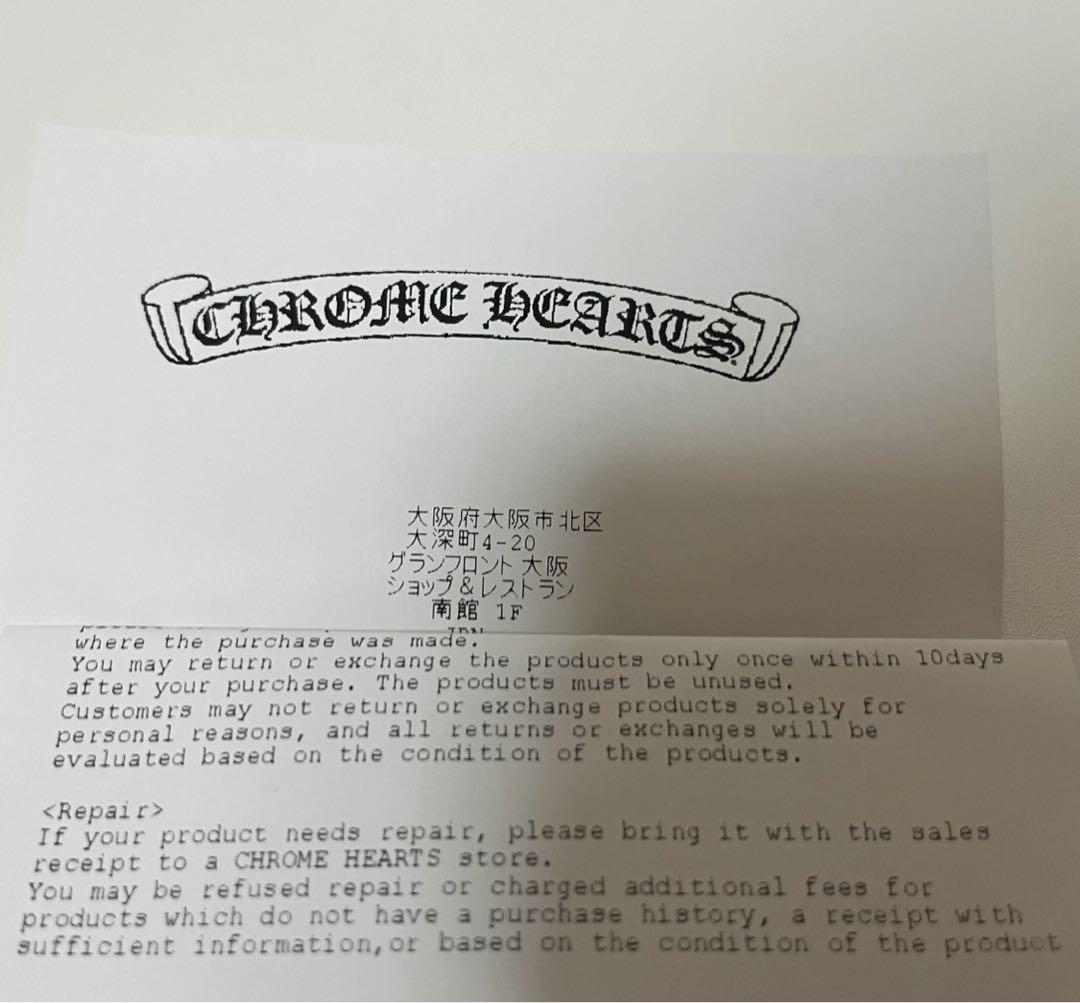 CHROME HEARTS
大阪府大阪市北区
大深町4-20
グランフロント 大阪
ショップ&レストラン
南館 1F
where the purchase was made.
You may return or exchange the products only once within 10days
after your purchase. The products must be unused.
Customers may not return or exchange products solely for
personal reasons, and all returns or exchanges will be
evaluated based on the condition of the products.
<Repair>
If your product needs repair, please bring it with the sales
receipt to a CHROME HEARTS store.
You may be refused repair or charged additional fees for
products which do not have a purchase history, a receipt with
sufficient information,or based on the condition of the product